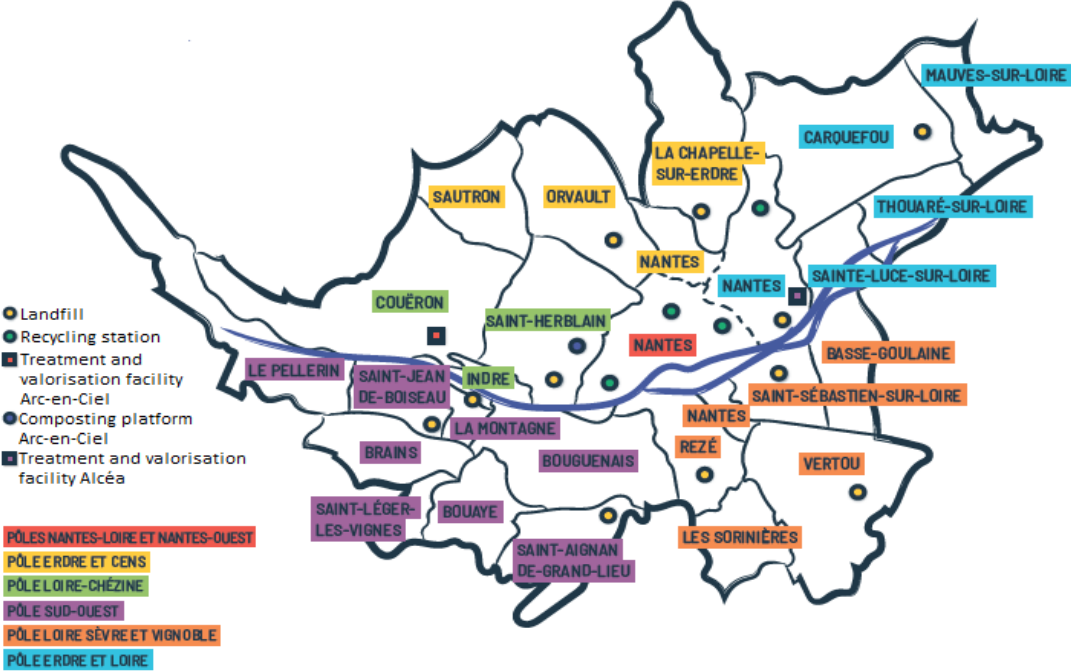 MAUVES-SUR-LOIRE
CARQUEFOU
LA CHAPELLE-
SUR-ERDRE
SAUTRON
ORVAULT
THOUARÉ-SUR-LOIRE
NANTES
SAINTE-LUCE-SUR-LOIRE
NANTES
COUËRON
SAINT-HERBLAIN
NANTES
BASSE-GOULAINE
LE PELLERIN
SAINT-JEAN
DE-BOISEAU
INDRE
SAINT-SÉBASTIEN-SUR-LOIRE
NANTES
LA MONTAGNE
REZÉ
BRAINS
BOUGUENAIS
VERTOU
SAINT-LÉGER-
LES-VIGNES
BOUAYE
LES SORINIÈRES
SAINT-AIGNAN
DE-GRAND-LIEU
Landfill
Recycling station
Treatment and
valorisation facility
Arc-en-Ciel
Composting platform
Arc-en-Ciel
Treatment and valorisation
facility Alcéa
PÔLES NANTES-LOIRE ET NANTES-OUEST
PÔLE ERDRE ET CENS
PÔLE LOIRE-CHÉZINE
PÔLE SUD-OUEST
PÔLE LOIRE SÈVRE ET VIGNOBLE
PÔLE ERDRE ET LOIRE